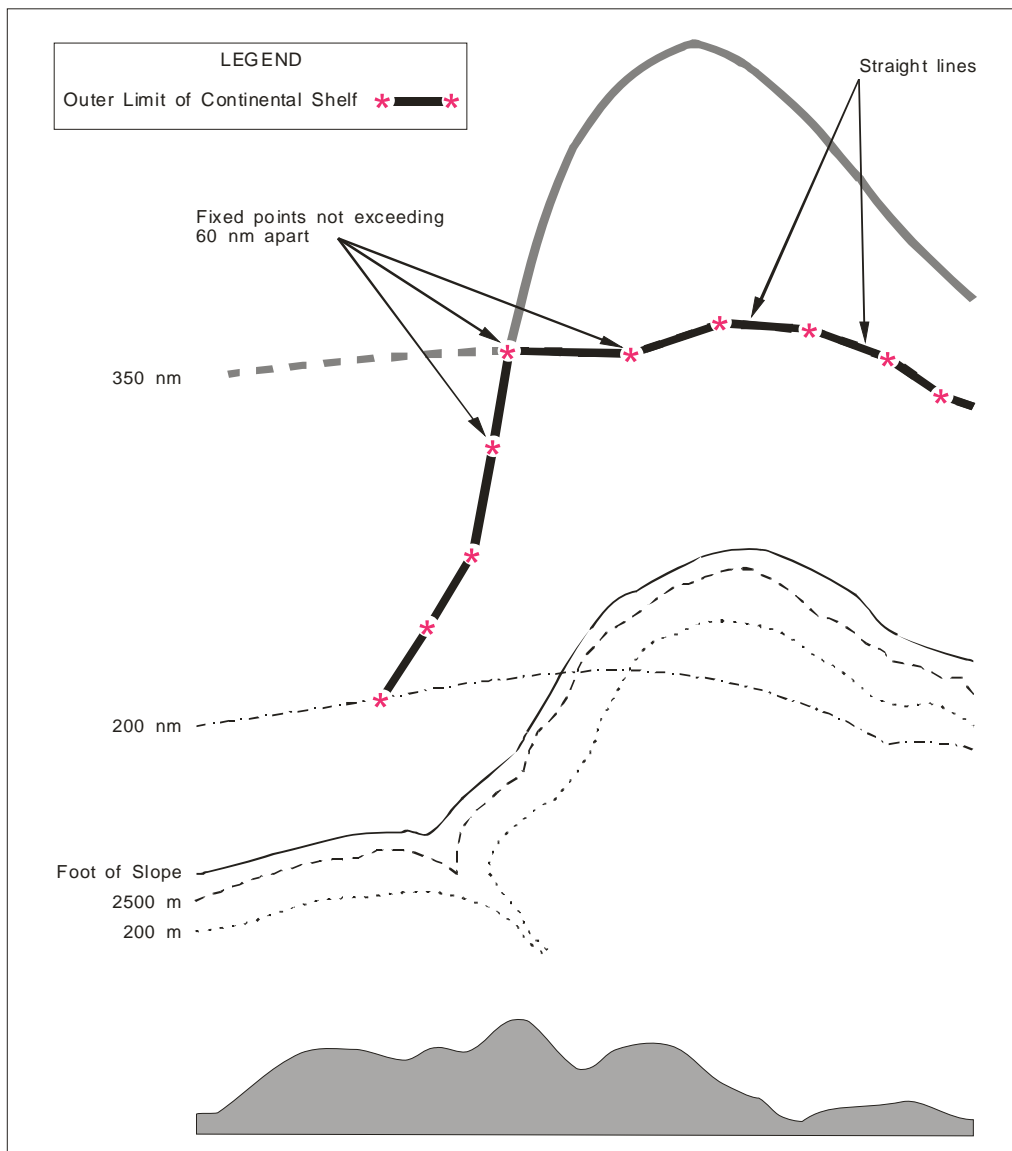 LEGEND
Outer Limit of Continental Shelf
Straight lines
Fixed points not exceeding
60 nm apart
350 nm
200 nm
Foot of Slope
2500 m
200 m